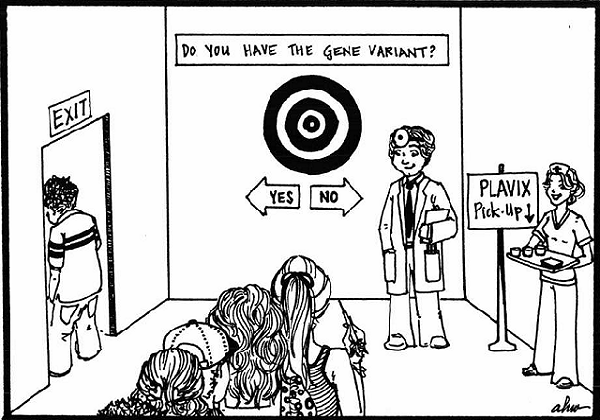 DO YOU HAVE THE GENE VARIANT?
EXIT
YES
NO
PLAVIX
Pick-Up